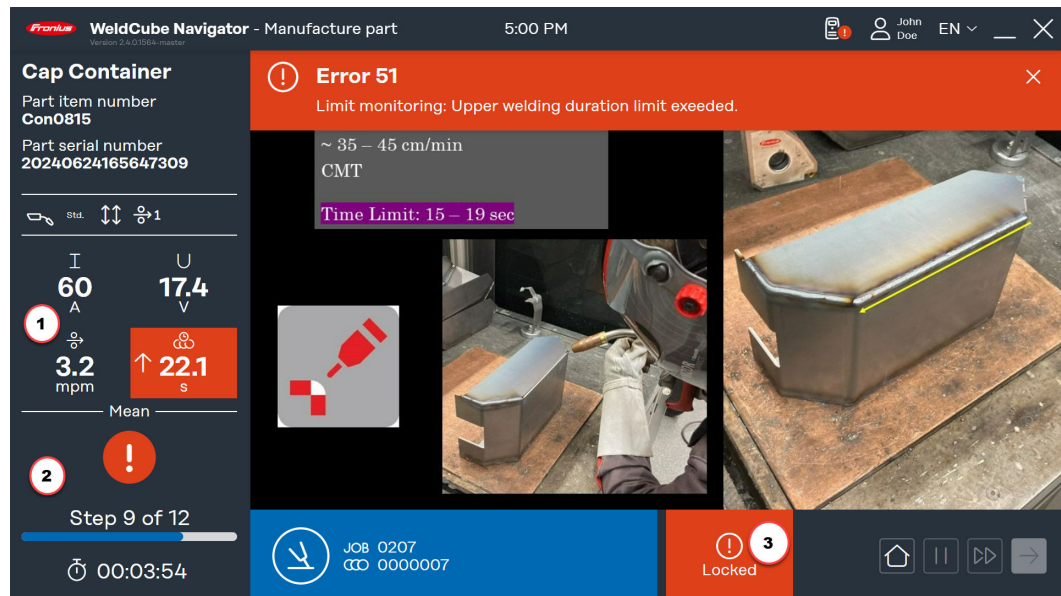 Fronius WeldCube Navigator - Manufacture part 5:00 PM John Doe EN
Version 2.4.0.1564-master
Cap Container
Part item number
Con0815
Part serial number
20240624165647309
Std. 1
I U
60 17.4
A V
1
3.2 22.1
mpm s
Mean
!
2
Step 9 of 12
00:03:54
Error 51
Limit monitoring: Upper welding duration limit exeeded.
~ 35 – 45 cm/min
CMT
Time Limit: 15 – 19 sec
JOB 0207
0000007
3
Locked